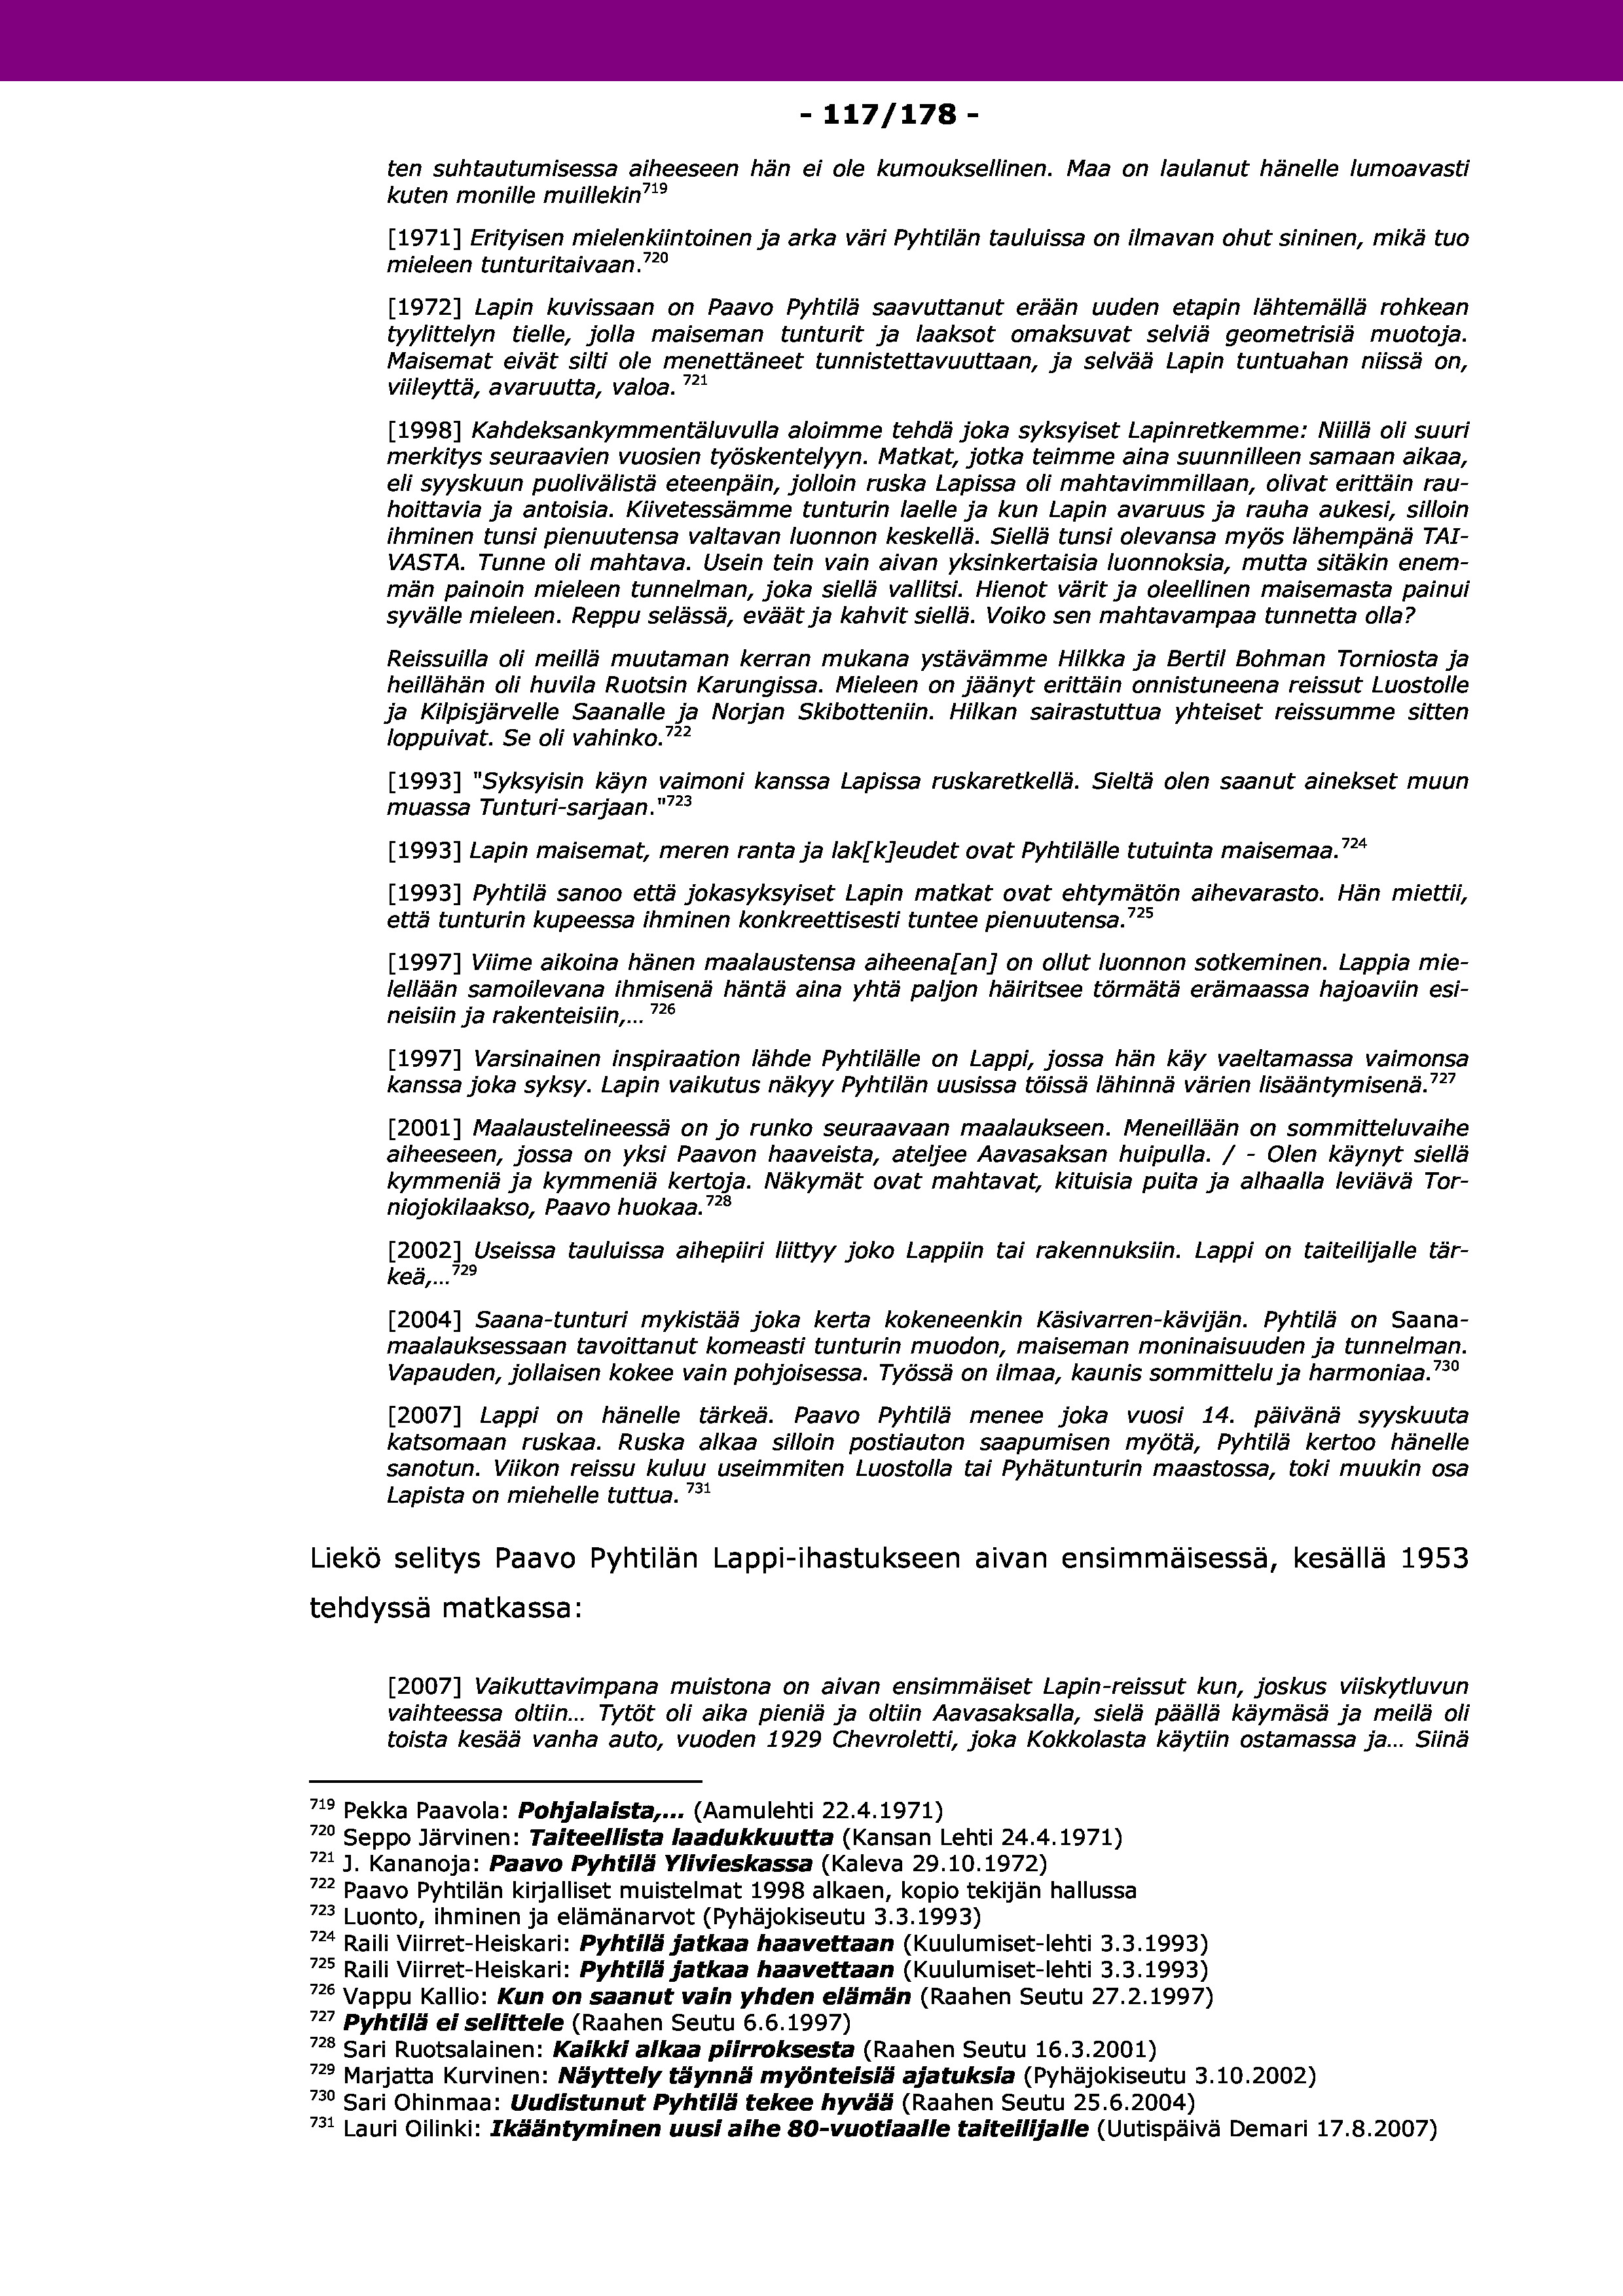 - 117/178 -
ten suhtautumisessa aiheeseen hän ei ole kumouksellinen. Maa on laulanut hänelle lumoavasti
kuten monille muillekin719
[1971] Erityisen mielenkiintoinen ja arka väri Pyhtilän tauluissa on ilmavan ohut sininen, mikä tuo
mieleen tunturitaivaan.720
[1972] Lapin kuvissaan on Paavo Pyhtilä saavuttanut erään uuden etapin lähtemällä rohkean
tyylittelyn tielle, jolla maiseman tunturit ja laaksot omaksuvat selviä geometrisiä muotoja.
Maisemat eivät silti ole menettäneet tunnistettavuuttaan, ja selvää Lapin tuntuahan niissä on,
viileyttä, avaruutta, valoa. 721
[1998] Kahdeksankymmentäluvulla aloimme tehdä joka syksyiset Lapinretkemme: Niillä oli suuri
merkitys seuraavien vuosien työskentelyyn. Matkat, jotka teimme aina suunnilleen samaan aikaa,
eli syyskuun puolivälistä eteenpäin, jolloin ruska Lapissa oli mahtavimmillaan, olivat erittäin rau-
hoittavia ja antoisia. Kiivetessämme tunturin laelle ja kun Lapin avaruus ja rauha aukesi, silloin
ihminen tunsi pienuutensa valtavan luonnon keskellä. Siellä tunsi olevansa myös lähempänä TAI-
VASTA. Tunne oli mahtava. Usein tein vain aivan yksinkertaisia luonnoksia, mutta sitäkin enem-
män painoin mieleen tunnelman, joka siellä vallitsi. Hienot värit ja oleellinen maisemasta painui
syvälle mieleen. Reppu selässä, eväät ja kahvit siellä. Voiko sen mahtavampaa tunnetta olla?
Reissuilla oli meillä muutaman kerran mukana ystävämme Hilkka ja Bertil Bohman Torniosta ja
heillähän oli huvila Ruotsin Karungissa. Mieleen on jäänyt erittäin onnistuneena reissut Luostolle
ja Kilpisjärvelle Saanalle ja Norjan Skibotteniin. Hilkan sairastuttua yhteiset reissumme sitten
loppuivat. Se oli vahinko.722
[1993] "Syksyisin käyn vaimoni kanssa Lapissa ruskaretkellä. Sieltä olen saanut ainekset muun
muassa Tunturi-sarjaan."723
[1993] Lapin maisemat, meren ranta ja lak[k]eudet ovat Pyhtilälle tutuinta maisemaa.724
[1993] Pyhtilä sanoo että jokasyksyiset Lapin matkat ovat ehtymätön aihevarasto. Hän miettii,
että tunturin kupeessa ihminen konkreettisesti tuntee pienuutensa.725
[1997] Viime aikoina hänen maalaustensa aiheena[an] on ollut luonnon sotkeminen. Lappia mie-
lellään samoilevana ihmisenä häntä aina yhtä paljon häiritsee törmätä erämaassa hajoaviin esi-
neisiin ja rakenteisiin,... 726
[1997] Varsinainen inspiraation lähde Pyhtilälle on Lappi, jossa hän käy vaeltamassa vaimonsa
kanssa joka syksy. Lapin vaikutus näkyy Pyhtilän uusissa töissä lähinnä värien lisääntymisenä.727
[2001] Maalaustelineessä on jo runko seuraavaan maalaukseen. Meneillään on sommitteluvaihe
aiheeseen, jossa on yksi Paavon haaveista, ateljee Aavasaksan huipulla. / - Olen käynyt siellä
kymmeniä ja kymmeniä kertoja. Näkymät ovat mahtavat, kituisia puita ja alhaalla leviävä Tor-
niojokilaakso, Paavo huokaa.728
[2002] Useissa tauluissa aihepiiri liittyy joko Lappiin tai rakennuksiin. Lappi on taiteilijalle tär-
keä,...729
[2004] Saana-tunturi mykistää joka kerta kokeneenkin Käsivarren-kävijän. Pyhtilä on Saana-
maalauksessaan tavoittanut komeasti tunturin muodon, maiseman moninaisuuden ja tunnelman.
Vapauden, jollaisen kokee vain pohjoisessa. Työssä on ilmaa, kaunis sommittelu ja harmoniaa.730
[2007] Lappi on hänelle tärkeä. Paavo Pyhtilä menee joka vuosi 14. päivänä syyskuuta
katsomaan ruskaa. Ruska alkaa silloin postiauton saapumisen myötä, Pyhtilä kertoo hänelle
sanotun. Viikon reissu kuluu useimmiten Luostolla tai Pyhätunturin maastossa, toki muukin osa
Lapista on miehelle tuttua. 731
Liekö selitys Paavo Pyhtilän Lappi-ihastukseen aivan ensimmäisessä, kesällä 1953
tehdyssä matkassa:
[2007] Vaikuttavimpana muistona on aivan ensimmäiset Lapin-reissut kun, joskus viiskytluvun
vaihteessa oltiin... Tytöt oli aika pieniä ja oltiin Aavasaksalla, sielä päällä käymäsä ja meilä oli
toista kesää vanha auto, vuoden 1929 Chevroletti, joka Kokkolasta käytiin ostamassa ja... Siinä
719 Pekka Paavola: Pohjalaista,... (Aamulehti 22.4.1971)
720 Seppo Järvinen: Taiteellista laadukkuutta (Kansan Lehti 24.4.1971)
721 J. Kananoja: Paavo Pyhtilä Ylivieskassa (Kaleva 29.10.1972)
722 Paavo Pyhtilän kirjalliset muistelmat 1998 alkaen, kopio tekijän hallussa
723 Luonto, ihminen ja elämänarvot (Pyhäjokiseutu 3.3.1993)
724 Raili Viirret-Heiskari: Pyhtilä jatkaa haavettaan (Kuulumiset-lehti 3.3.1993)
725 Raili Viirret-Heiskari: Pyhtilä jatkaa haavettaan (Kuulumiset-lehti 3.3.1993)
726 Vappu Kallio: Kun on saanut vain yhden elämän (Raahen Seutu 27.2.1997)
727 Pyhtilä ei selittele (Raahen Seutu 6.6.1997)
728 Sari Ruotsalainen: Kaikki alkaa piirroksesta (Raahen Seutu 16.3.2001)
729 Marjatta Kurvinen: Näyttely täynnä myönteisiä ajatuksia (Pyhäjokiseutu 3.10.2002)
730 Sari Ohinmaa: Uudistunut Pyhtilä tekee hyvää (Raahen Seutu 25.6.2004)
731 Lauri Oilinki: Ikääntyminen uusi aihe 80-vuotiaalle taiteilijalle (Uutispäivä Demari 17.8.2007)